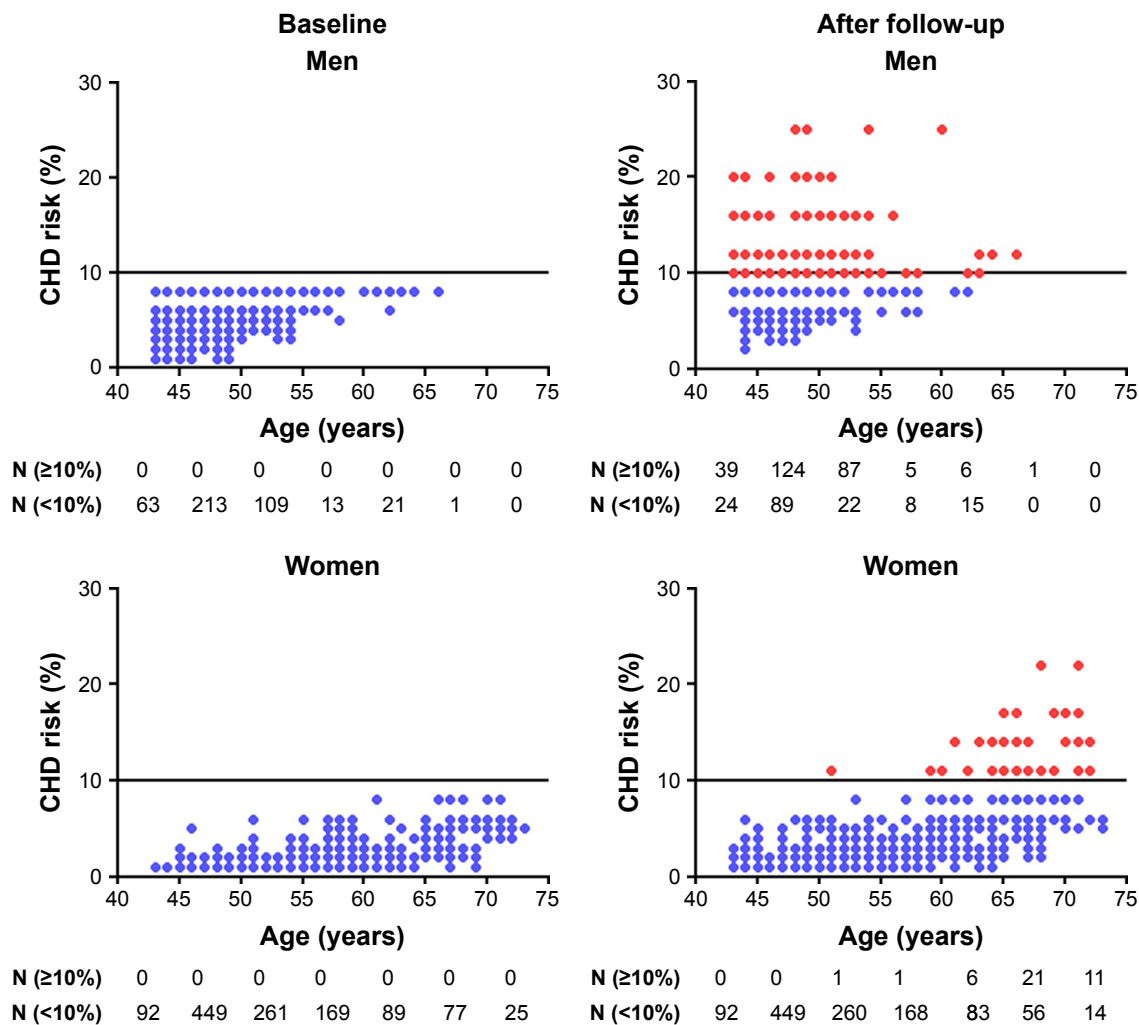 Baseline
Men
CHD risk (%)
30
20
10
0
40 45 50 55 60 65 70 75
Age (years)
N (≥10%) 0 0 0 0 0 0 0
N (<10%) 63 213 109 13 21 1 0
After follow-up
Men
CHD risk (%)
30
20
10
0
40 45 50 55 60 65 70 75
Age (years)
N (≥10%) 39 124 87 5 6 1 0
N (<10%) 24 89 22 8 15 0 0
Women
CHD risk (%)
30
20
10
0
40 45 50 55 60 65 70 75
Age (years)
N (≥10%) 0 0 0 0 0 0 0
N (<10%) 92 449 261 169 89 77 25
Women
CHD risk (%)
30
20
10
0
40 45 50 55 60 65 70 75
Age (years)
N (≥10%) 0 0 1 1 6 21 11
N (<10%) 92 449 260 168 83 56 14